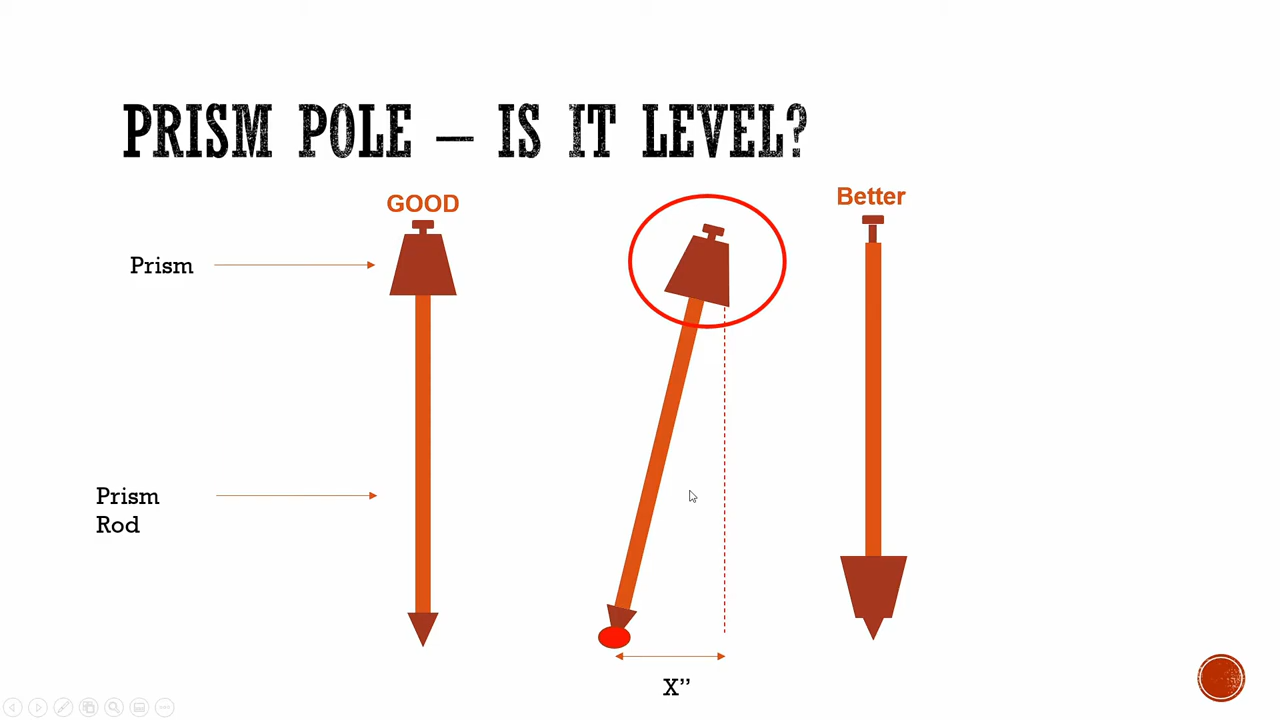 PRISM POLE – IS IT LEVEL?
GOOD
Better
Prism
Prism
Rod
X”